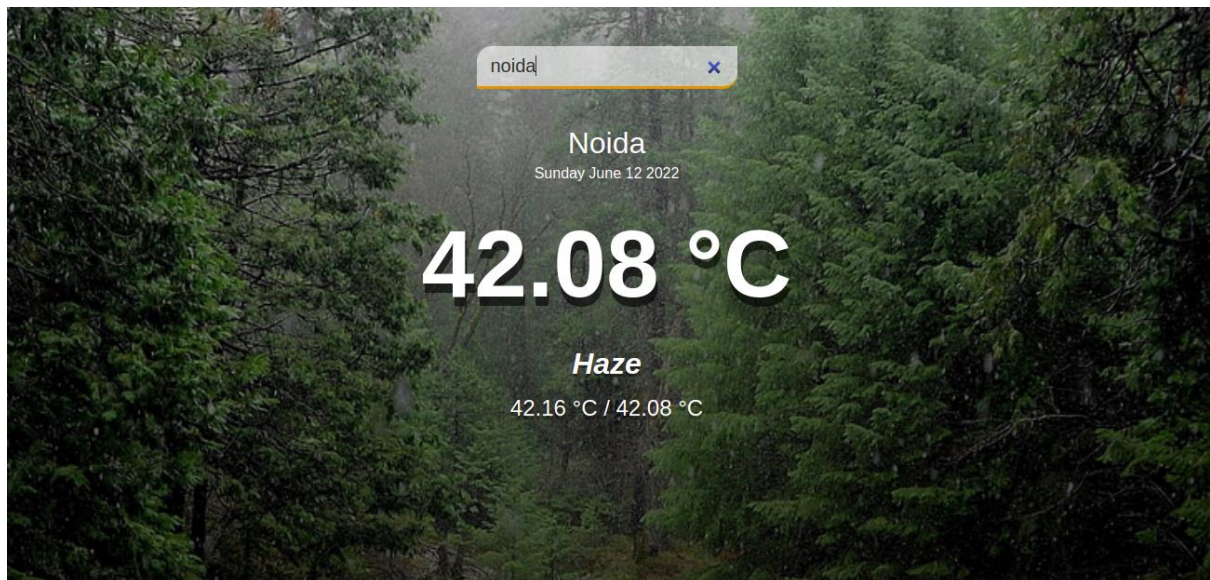 noida
Noida
Sunday June 12 2022
42.08 °C
Haze
42.16 °C / 42.08 °C